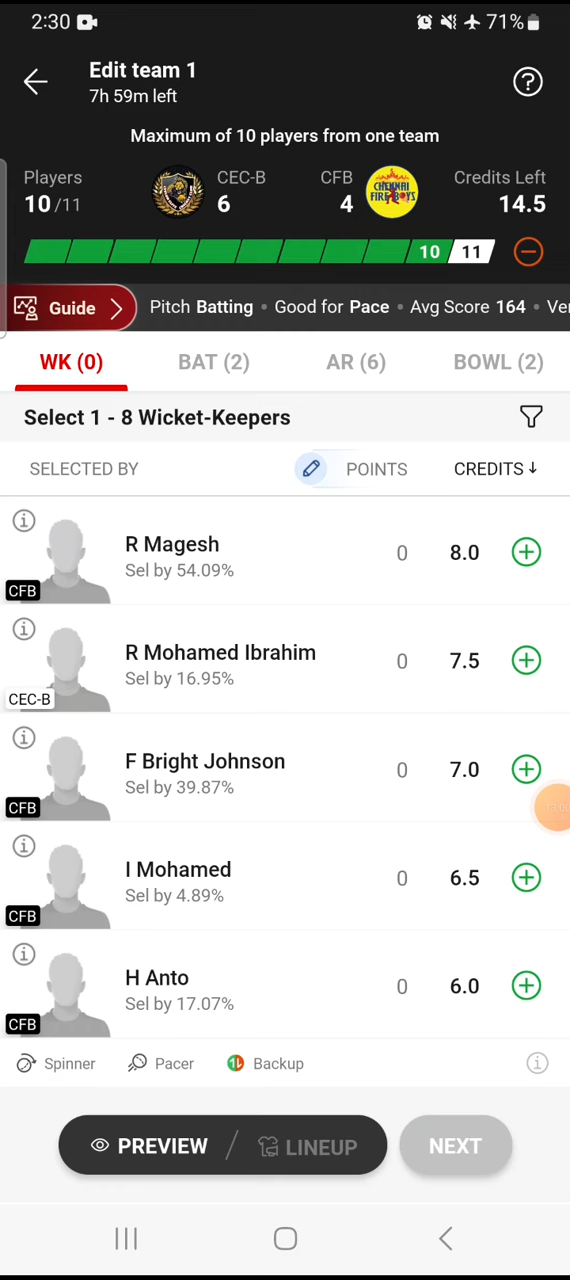 2:30 71%
Edit team 1
7h 59m left
Maximum of 10 players from one team
Players CEC-B CFB Credits Left
10/11 6 4 14.5
CHENNAI FIRE BOYS
10 11
Guide Pitch Batting • Good for Pace • Avg Score 164 • Ver
WK (0) BAT (2) AR (6) BOWL (2)
Select 1 - 8 Wicket-Keepers
SELECTED BY POINTS CREDITS ↓
R Magesh 0 8.0
Sel by 54.09%
CFB
R Mohamed Ibrahim 0 7.5
Sel by 16.95%
CEC-B
F Bright Johnson 0 7.0
Sel by 39.87%
CFB
I Mohamed 0 6.5
Sel by 4.89%
CFB
H Anto 0 6.0
Sel by 17.07%
CFB
Spinner Pacer Backup
PREVIEW / LINEUP NEXT